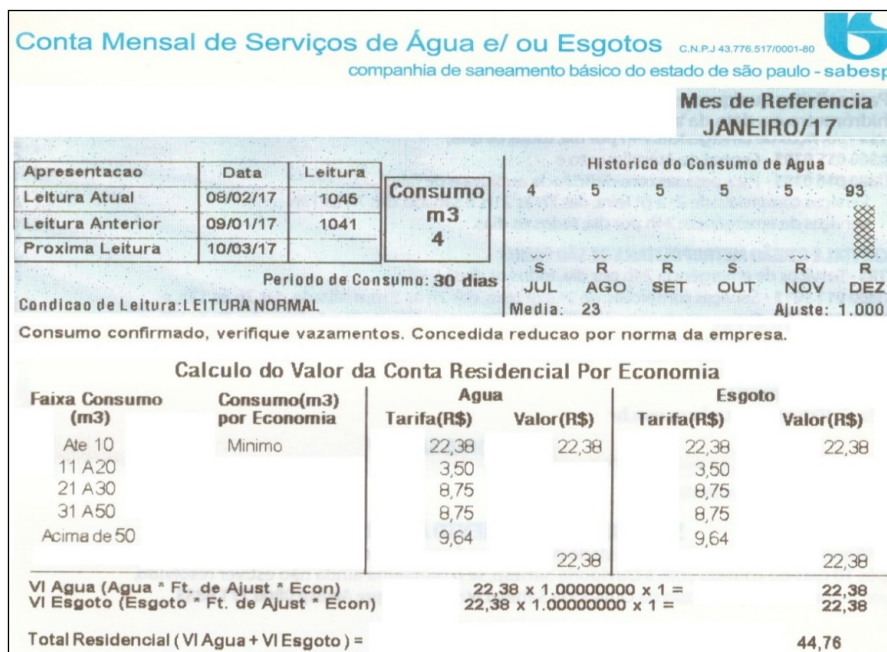 Conta Mensal de Serviços de Água e/ ou Esgotos C.N.P.J 43.776.517/0001-80
companhia de saneamento básico do estado de são paulo - sabesp
Mes de Referencia
JANEIRO/17
Apresentacao Data Leitura
Leitura Atual 08/02/17 1045
Leitura Anterior 09/01/17 1041
Proxima Leitura 10/03/17
Consumo
m3
4
Historico do Consumo de Agua
4 5 5 5 5 93
S S R S R R
JUL AGO SET OUT NOV DEZ
Periodo de Consumo: 30 dias
Condicao de Leitura: LEITURA NORMAL
Media: 23 Ajuste: 1.000
Consumo confirmado, verifique vazamentos. Concedida reducao por norma da empresa.
Calculo do Valor da Conta Residencial Por Economia
Faixa Consumo Consumo(m3) Agua Esgoto
(m3) por Economia Tarifa(R$) Valor(R$) Tarifa(R$) Valor(R$)
Ate 10 Minimo 22,38 22,38 22,38 22,38
11 A 20 3,50 3,50
21 A 30 8,75 8,75
31 A 50 8,75 8,75
Acima de 50 9,64 9,64
22,38 22,38
Vl Agua (Agua * Ft. de Ajust * Econ) 22,38 x 1.00000000 x 1 = 22,38
Vl Esgoto (Esgoto * Ft. de Ajust * Econ) 22,38 x 1.00000000 x 1 = 22,38
Total Residencial ( Vl Agua + Vl Esgoto ) = 44,76